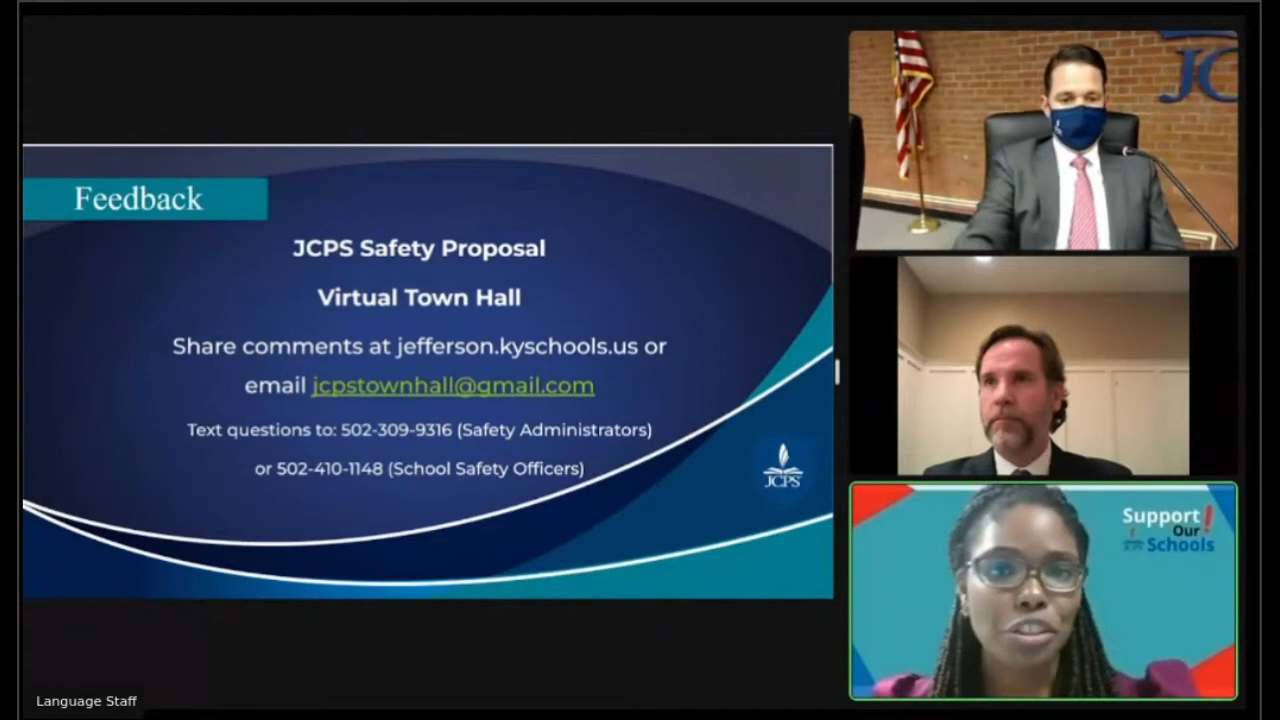 Feedback
JCPS Safety Proposal
Virtual Town Hall
Share comments at jefferson.kyschools.us or
email jcpstownhall@gmail.com
Text questions to: 502-309-9316 (Safety Administrators)
or 502-410-1148 (School Safety Officers)
JCPS
JC
Support
Our
Schools
Language Staff